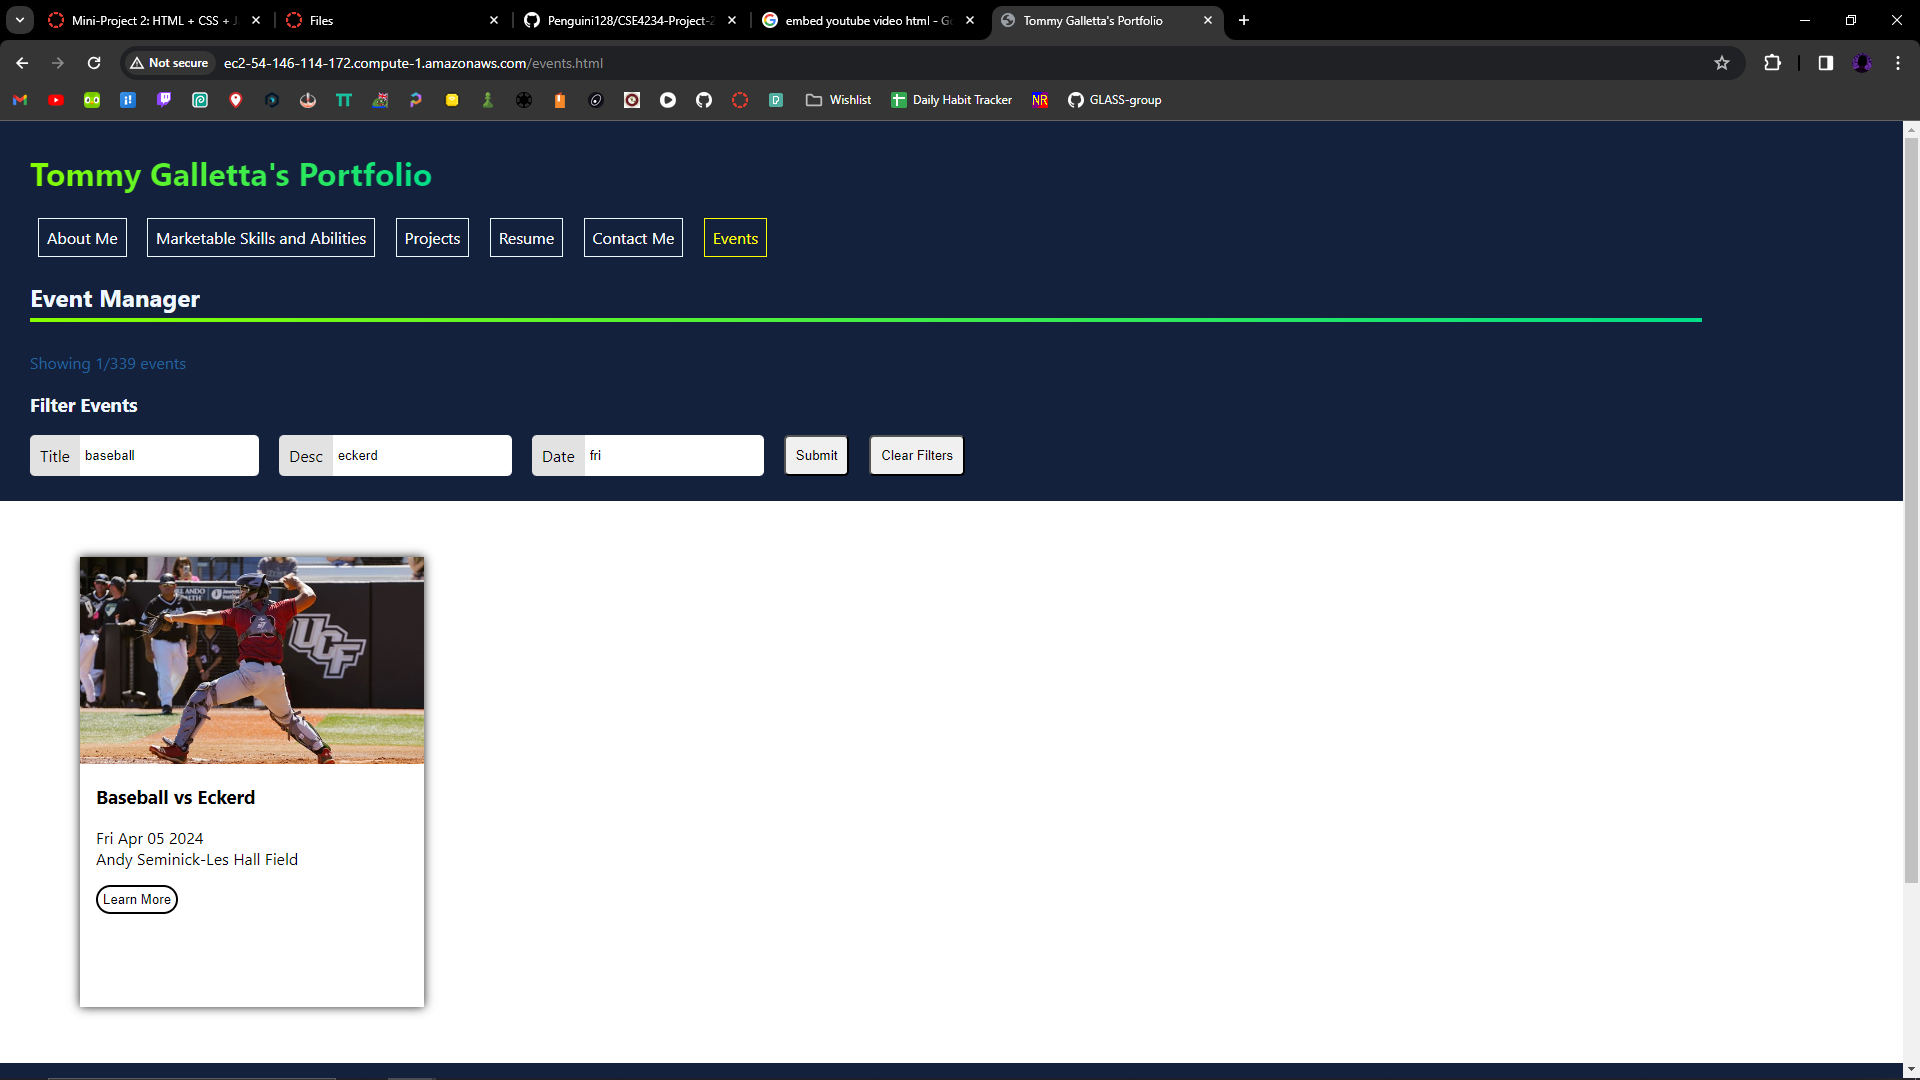 Mini-Project 2: HTML + CSS + J
Files
Penguini128/CSE4234-Project-2
embed youtube video html - Go
Tommy Galletta's Portfolio
Not secure
ec2-54-146-114-172.compute-1.amazonaws.com/events.html
Wishlist
Daily Habit Tracker
NR
GLASS-group
Tommy Galletta's Portfolio
About Me
Marketable Skills and Abilities
Projects
Resume
Contact Me
Events
Event Manager
Showing 1/339 events
Filter Events
Title baseball
Desc eckerd
Date fri
Submit
Clear Filters
UCF
Baseball vs Eckerd
Fri Apr 05 2024
Andy Seminick-Les Hall Field
Learn More